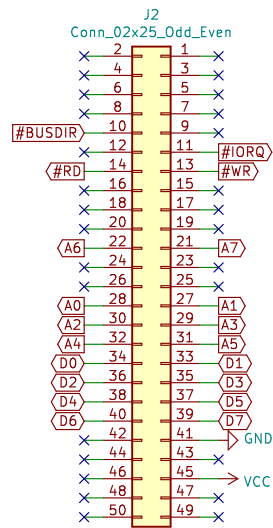 J2
Conn_02x25_Odd_Even
2 1
4 3
6 5
8 7
#BUSDIR 10 9
12 11 #IORQ
#RD 14 13 #WR
16 15
18 17
20 19
A6 22 21 A7
24 23
26 25
A0 28 27 A1
A2 30 29 A3
A4 32 31 A5
D0 34 33 D1
D2 36 35 D3
D4 38 37 D5
D6 40 39 D7
42 41 GND
44 43
46 45 VCC
48 47
50 49